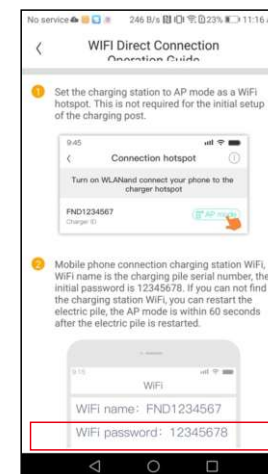 No service 246 B/s 23% 11:16 A
WIFI Direct Connection
Operation Guide
1 Set the charging station to AP mode as a WiFi
hotspot. This is not required for the initial setup
of the charging post.
9:45
Connection hotspot
Turn on WLANand connect your phone to the
charger hotspot
FND1234567
Charger ID
AP mode
2 Mobile phone connection charging station WiFi,
WiFi name is the charging pile serial number, the
initial password is 12345678. If you can not find
the charging station WiFi, you can restart the
electric pile, the AP mode is within 60 seconds
after the electric pile is restarted.
9:15
WiFi
WiFi name: FND1234567
WiFi password: 12345678